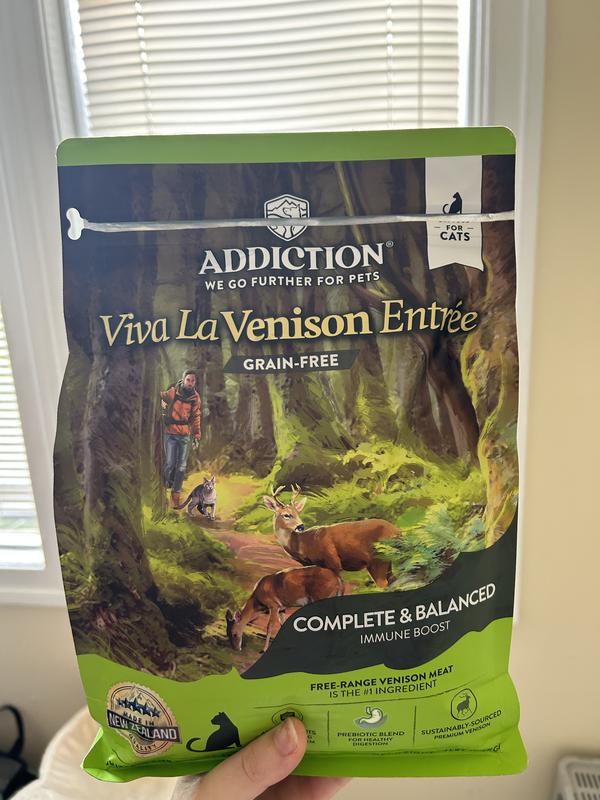 FOR
CATS
ADDICTION®
WE GO FURTHER FOR PETS
Viva La Venison Entrée
GRAIN-FREE
COMPLETE & BALANCED
IMMUNE BOOST
FREE-RANGE VENISON MEAT
IS THE #1 INGREDIENT
MADE IN
NEW ZEALAND
QUALITY
PREBIOTIC BLEND
FOR HEALTHY
DIGESTION
SUSTAINABLY-SOURCED
PREMIUM VENISON